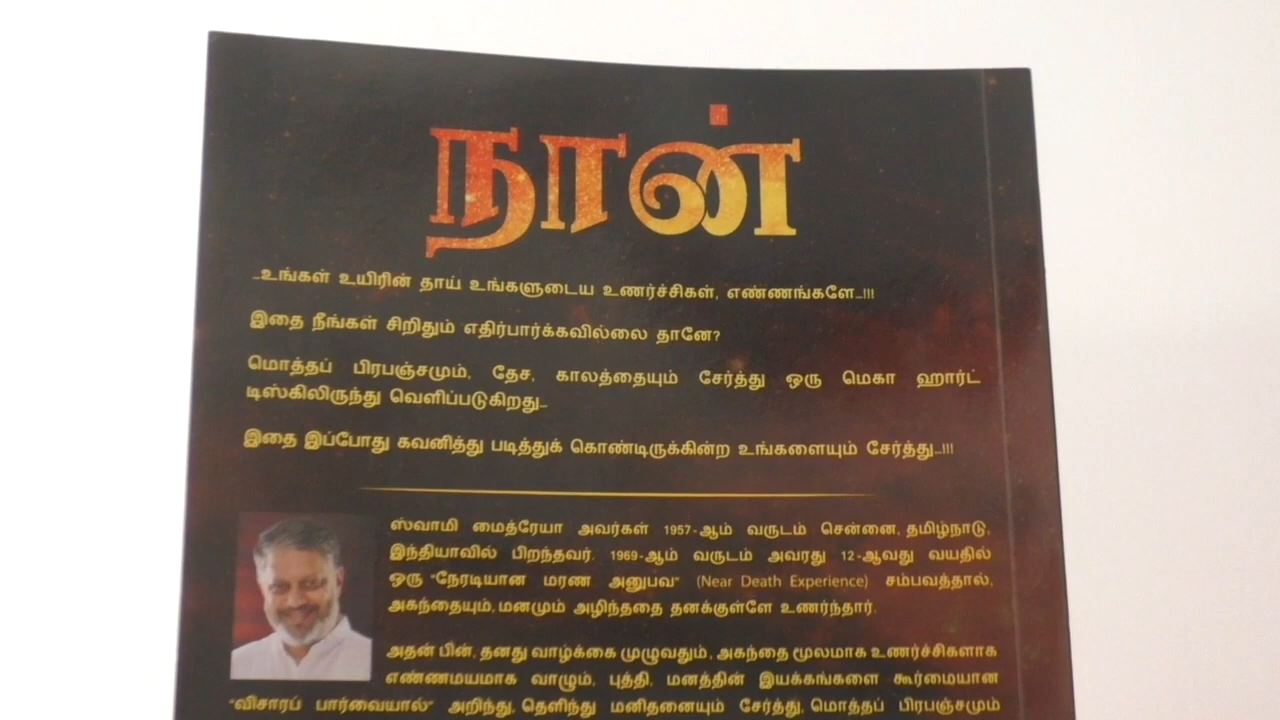 நான்
...உங்கள் உயிரின் தாய் உங்களுடைய உணர்ச்சிகள், எண்ணங்களே...!!!
இதை நீங்கள் சிறிதும் எதிர்பார்க்கவில்லை தானே?
மொத்தப் பிரபஞ்சமும், தேச, காலத்தையும் சேர்த்து ஒரு மெகா ஹார்ட்
டிஸ்கிலிருந்து வெளிப்படுகிறது...
இதை இப்போது கவனித்து படித்துக் கொண்டிருக்கின்ற உங்களையும் சேர்த்து...!!!
ஸ்வாமி மைத்ரேயா அவர்கள் 1957-ஆம் வருடம் சென்னை, தமிழ்நாடு,
இந்தியாவில் பிறந்தவர். 1969-ஆம் வருடம் அவரது 12-ஆவது வயதில்
ஒரு "நேரடியான மரண அனுபவ" (Near Death Experience) சம்பவத்தால்,
அகந்தையும், மனமும் அழிந்ததை தனக்குள்ளே உணர்ந்தார்.
அதன் பின், தனது வாழ்க்கை முழுவதும், அகந்தை மூலமாக உணர்ச்சிகளாக
எண்ணமயமாக வாழும், புத்தி, மனத்தின் இயக்கங்களை கூர்மையான
"விசாரப் பார்வையால்" அறிந்து, தெளிந்து மனிதனையும் சேர்த்து, மொத்தப் பிரபஞ்சமும்